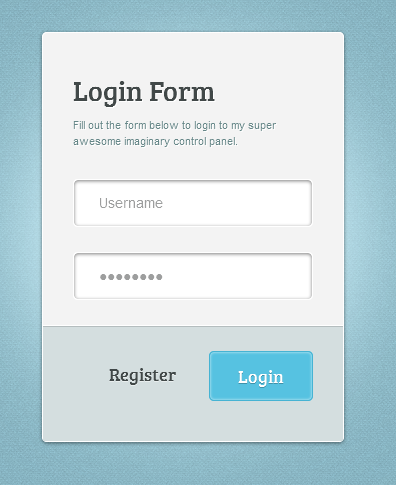 Login Form
Fill out the form below to login to my super
awesome imaginary control panel.
Username
••••••••
Register
Login